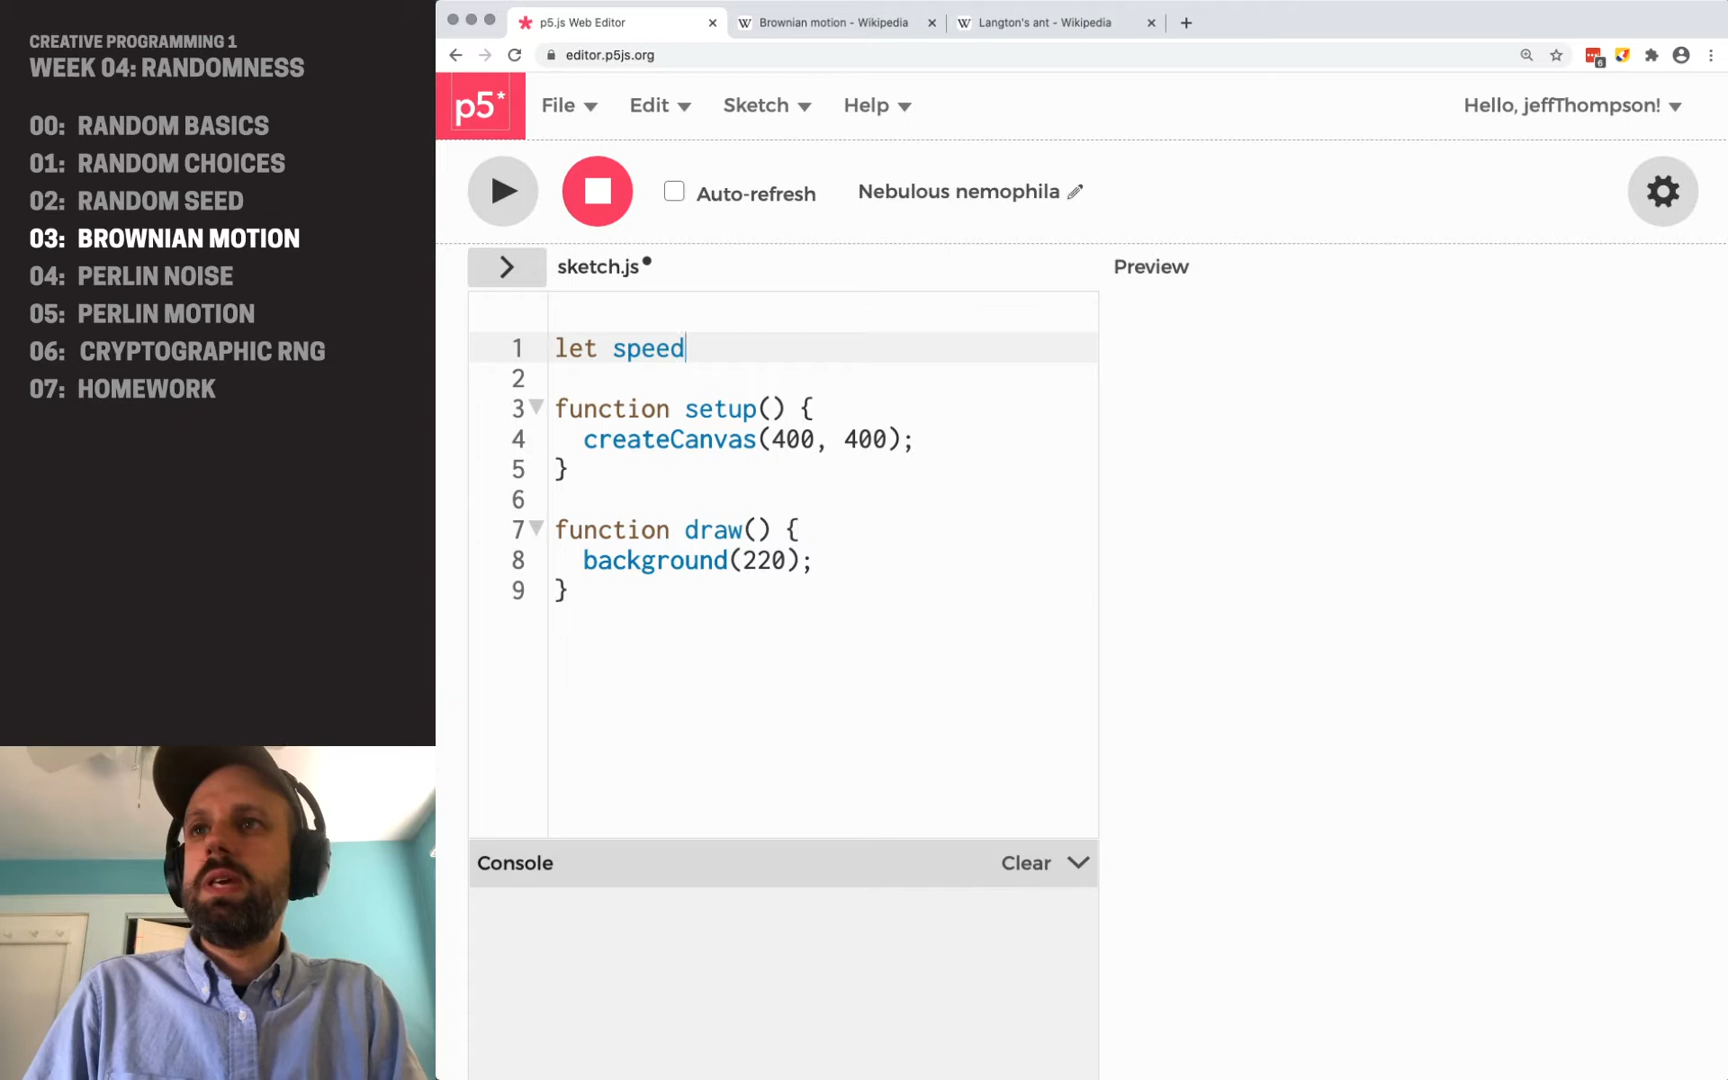 CREATIVE PROGRAMMING 1
WEEK 04: RANDOMNESS
00: RANDOM BASICS
01: RANDOM CHOICES
02: RANDOM SEED
03: BROWNIAN MOTION
04: PERLIN NOISE
05: PERLIN MOTION
06: CRYPTOGRAPHIC RNG
07: HOMEWORK
p5.js Web Editor
Brownian motion - Wikipedia
Langton's ant - Wikipedia
editor.p5js.org
6
p5*
File
Edit
Sketch
Help
Hello, jeffThompson!
Auto-refresh
Nebulous nemophila
sketch.js
Preview
1 let speed
2
3 function setup() {
4 createCanvas(400, 400);
5 }
6
7 function draw() {
8 background(220);
9 }
Console
Clear